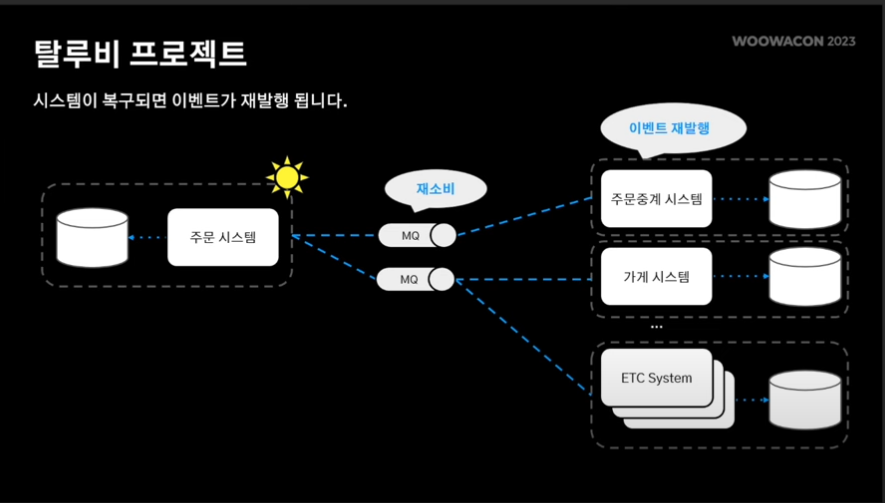 탈루비 프로젝트
WOOWACON 2023
시스템이 복구되면 이벤트가 재발행 됩니다.
이벤트 재발행
재소비
주문 시스템
MQ
MQ
주문중계 시스템
가게 시스템
...
ETC System